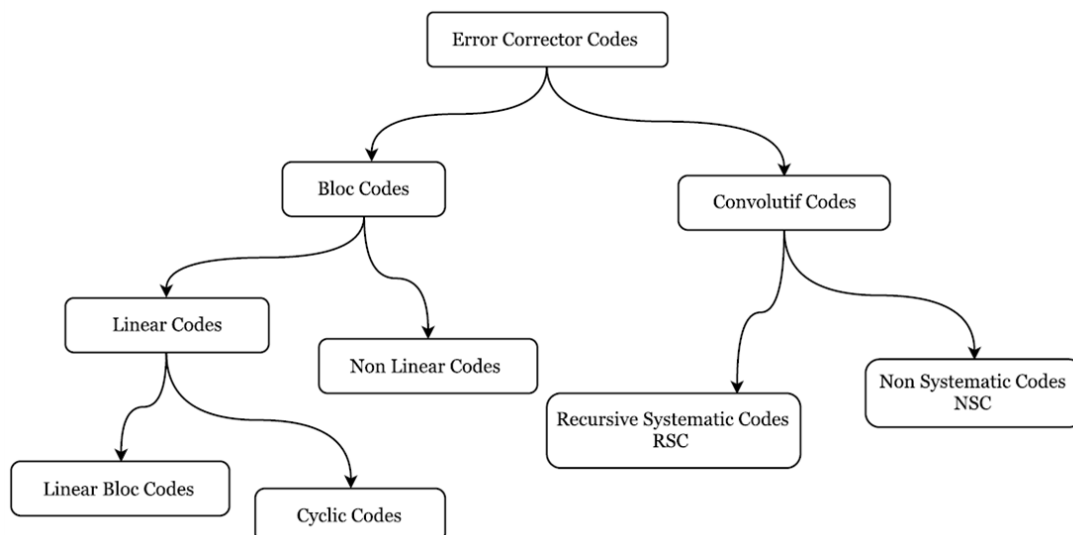 Error Corrector Codes
Bloc Codes
Convolutif Codes
Linear Codes
Non Linear Codes
Non Systematic Codes
NSC
Recursive Systematic Codes
RSC
Linear Bloc Codes
Cyclic Codes